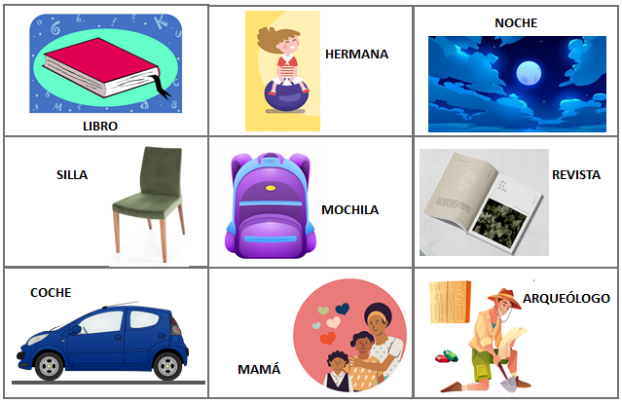 LIBRO
HERMANA
NOCHE
SILLA
MOCHILA
REVISTA
COCHE
MAMÁ
ARQUEÓLOGO